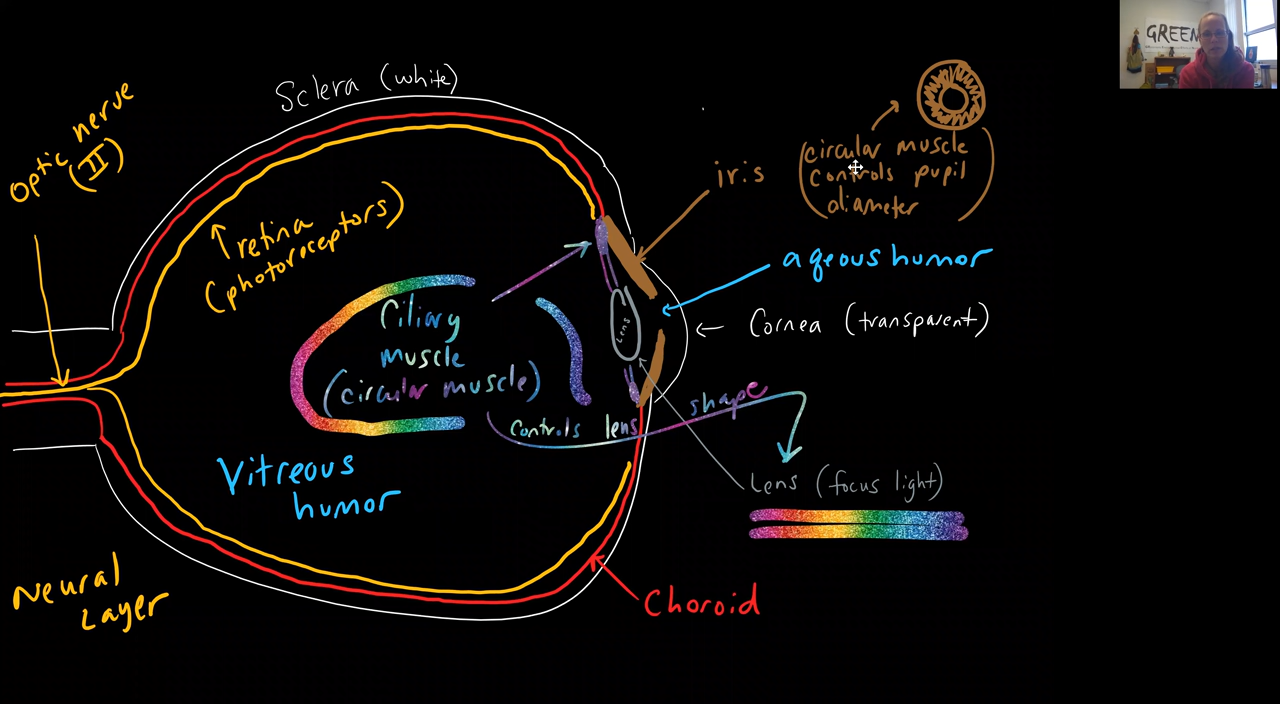 Sclera (white)
optic nerve
(II)
↑ retina
(photoreceptors)
iris
(circular muscle
controls pupil
diameter)
aqeous humor
Cornea (transparent)
Ciliary
muscle
(circular muscle)
Controls lens
shape
Lens
Lens (focus light)
Vitreous
humor
Neural
Layer
Choroid
GREEN